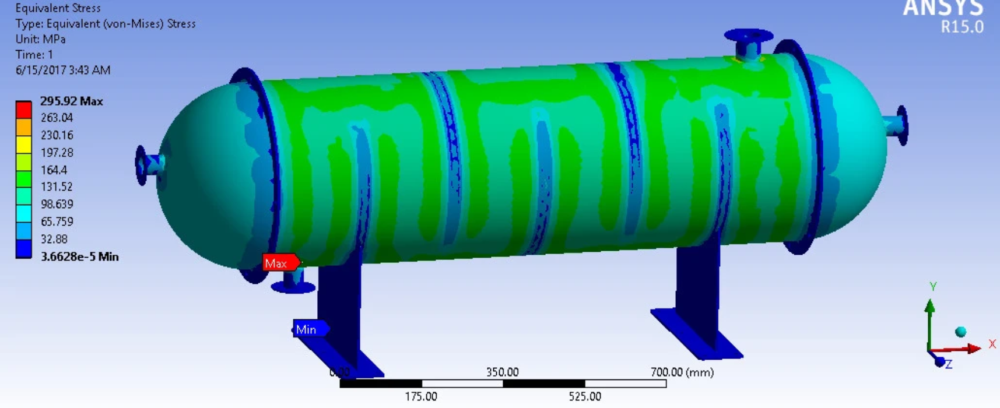 Equivalent Stress
Type: Equivalent (von-Mises) Stress
Unit: MPa
Time: 1
6/15/2017 3:43 AM
295.92 Max
263.04
230.16
197.28
164.4
131.52
98.639
65.759
32.88
3.6628e-5 Min
ANSYS
R15.0
Max
Min
0.00
350.00
700.00 (mm)
175.00
525.00
Y
X
Z